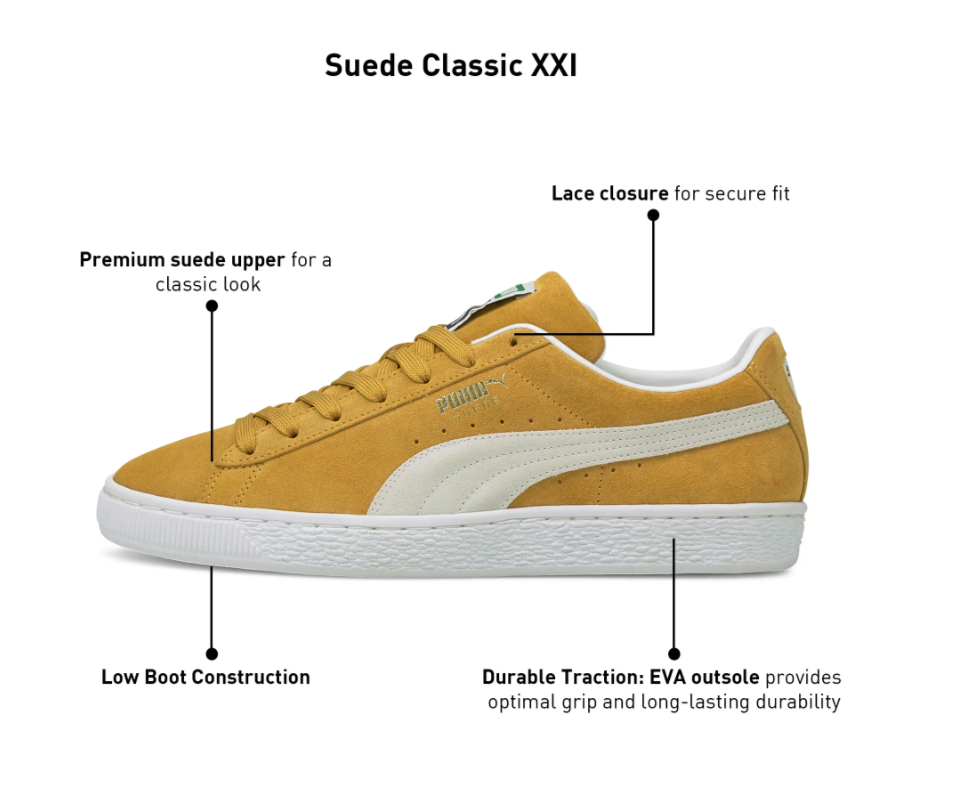 Suede Classic XXI
Lace closure for secure fit
Premium suede upper for a
classic look
PUMA
SUEDE
Low Boot Construction
Durable Traction: EVA outsole provides
optimal grip and long-lasting durability